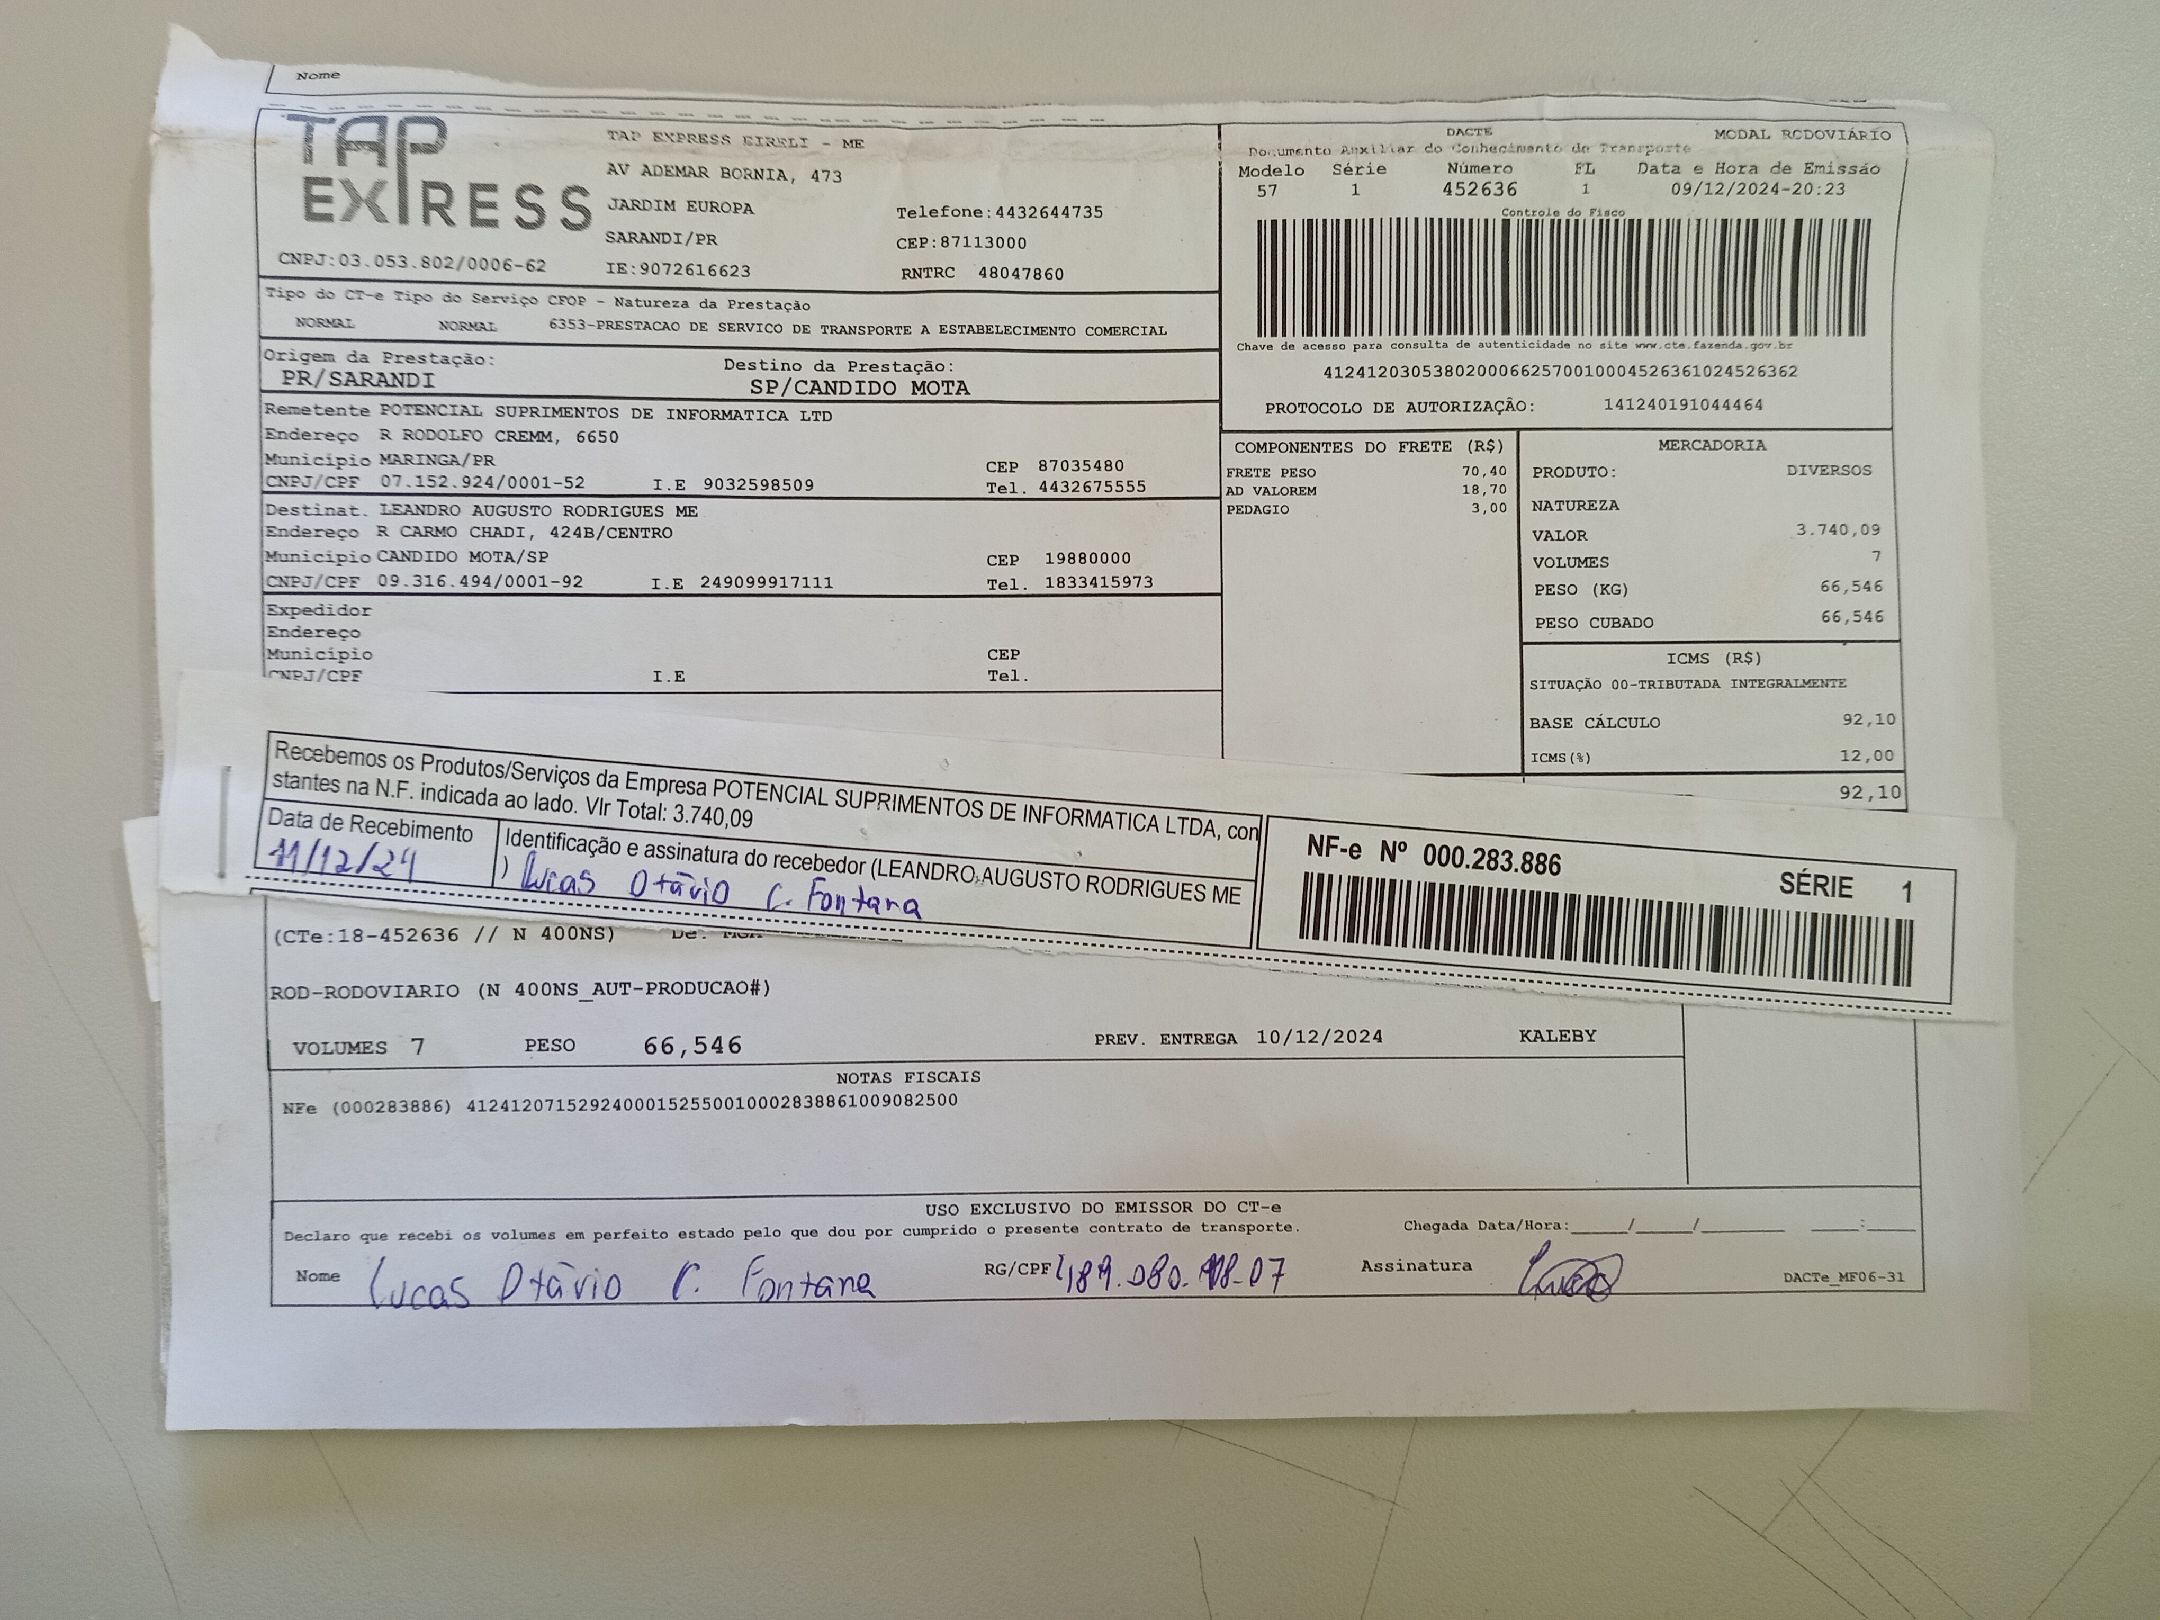 Nome
TAP EXPRESS
TAP EXPRESS EIRELI - ME
AV ADEMAR BORNIA, 473
JARDIM EUROPA Telefone:4432644735
SARANDI/PR CEP:87113000
CNPJ:03.053.802/0006-62 IE:9072616623 RNTRC 48047860
DACTE MODAL RODOVIÁRIO
Documento Auxiliar do Conhecimento de Transporte
Modelo Série Número FL Data e Hora de Emissão
57 1 452636 1 09/12/2024-20:23
Controle do Fisco
Chave de acesso para consulta de autenticidade no site www.cte.fazenda.gov.br
41241203053802000662570010004526361024526362
PROTOCOLO DE AUTORIZAÇÃO: 141240191044464
Tipo do CT-e Tipo do Serviço CFOP - Natureza da Prestação
NORMAL NORMAL 6353-PRESTACAO DE SERVICO DE TRANSPORTE A ESTABELECIMENTO COMERCIAL
Origem da Prestação: Destino da Prestação:
PR/SARANDI SP/CANDIDO MOTA
Remetente POTENCIAL SUPRIMENTOS DE INFORMATICA LTD
Endereço R RODOLFO CREMM, 6650
Município MARINGA/PR CEP 87035480
CNPJ/CPF 07.152.924/0001-52 I.E 9032598509 Tel. 4432675555
Destinat. LEANDRO AUGUSTO RODRIGUES ME
Endereço R CARMO CHADI, 424B/CENTRO
Município CANDIDO MOTA/SP CEP 19880000
CNPJ/CPF 09.316.494/0001-92 I.E 249099917111 Tel. 1833415973
Expedidor
Endereço
Município CEP
CNPJ/CPF I.E Tel.
COMPONENTES DO FRETE (R$)
FRETE PESO 70,40
AD VALOREM 18,70
PEDAGIO 3,00
MERCADORIA
PRODUTO: DIVERSOS
NATUREZA
VALOR 3.740,09
VOLUMES 7
PESO (KG) 66,546
PESO CUBADO 66,546
ICMS (R$)
SITUAÇÃO 00-TRIBUTADA INTEGRALMENTE
BASE CÁLCULO 92,10
ICMS(%) 12,00
92,10
Recebemos os Produtos/Serviços da Empresa POTENCIAL SUPRIMENTOS DE INFORMATICA LTDA, con
stantes na N.F. indicada ao lado. Vlr Total: 3.740,09
Data de Recebimento Identificação e assinatura do recebedor (LEANDRO AUGUSTO RODRIGUES ME
)
11/12/24 Lucas Otávio C. Fontana
NF-e Nº 000.283.886
SÉRIE 1
(CTe:18-452636 // N 400NS) De:
ROD-RODOVIARIO (N 400NS_AUT-PRODUCAO#)
VOLUMES 7 PESO 66,546 PREV. ENTREGA 10/12/2024 KALEBY
NOTAS FISCAIS
NFe (000283886) 41241207152924000152550010002838861009082500
USO EXCLUSIVO DO EMISSOR DO CT-e
Declaro que recebi os volumes em perfeito estado pelo que dou por cumprido o presente contrato de transporte. Chegada Data/Hora:____/____/______ ____:____
Nome Lucas Otávio C. Fontana RG/CPF Assinatura DACTe_MF06-31